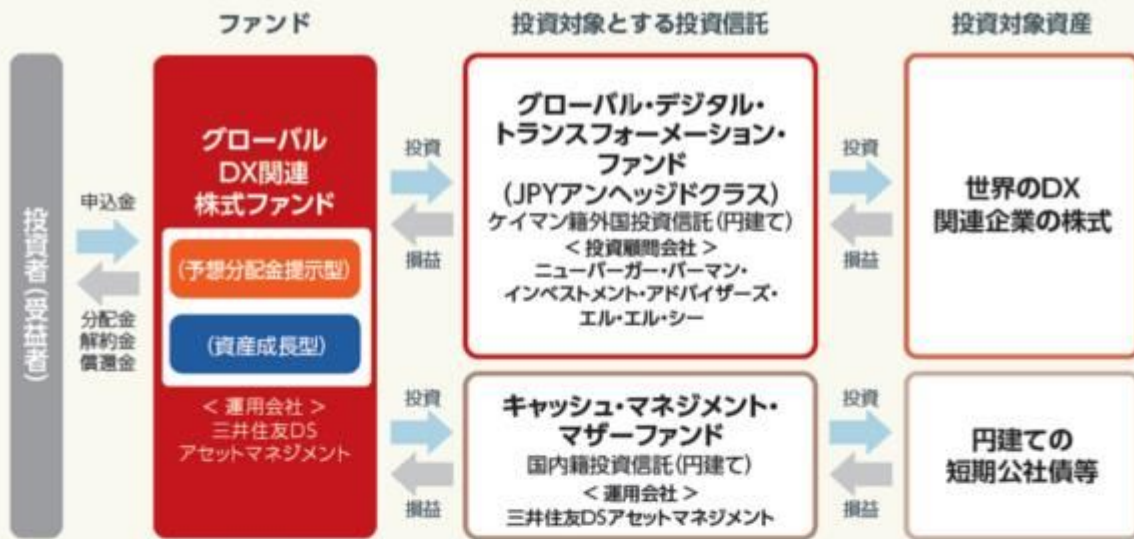 ファンド
投資対象とする投資信託
投資対象資産
投資者(受益者)
申込金
分配金
解約金
償還金
グローバル
DX関連
株式ファンド
(予想分配金提示型)
(資産成長型)
＜運用会社＞
三井住友DS
アセットマネジメント
投資
損益
グローバル・デジタル・
トランスフォーメーション・
ファンド
(JPYアンヘッジドクラス)
ケイマン籍外国投資信託(円建て)
＜投資顧問会社＞
ニューバーガー・バーマン・
インベストメント・アドバイザーズ・
エル・エル・シー
投資
損益
世界のDX
関連企業の株式
投資
損益
キャッシュ・マネジメント・
マザーファンド
国内籍投資信託(円建て)
＜運用会社＞
三井住友DSアセットマネジメント
投資
損益
円建ての
短期公社債等